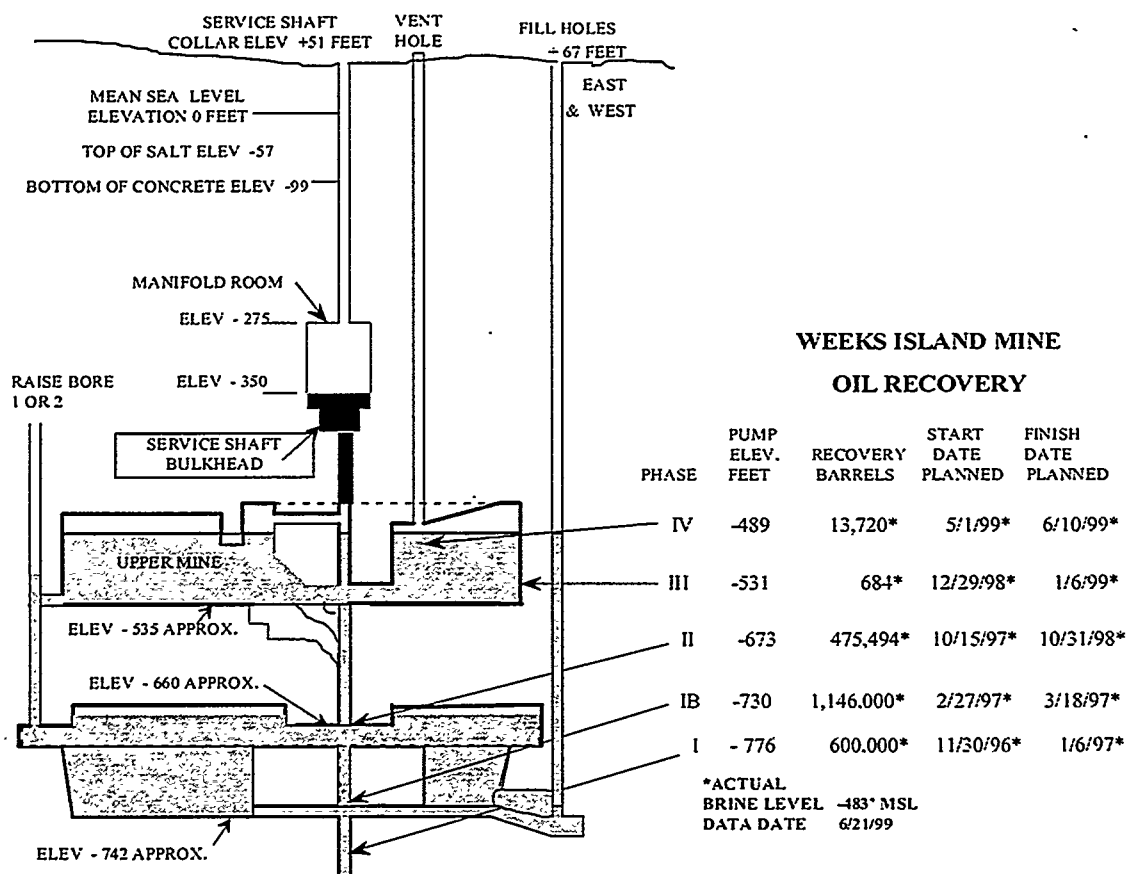 SERVICE SHAFT
COLLAR ELEV +51 FEET
VENT
HOLE
FILL HOLES
+ 67 FEET
EAST
& WEST
MEAN SEA LEVEL
ELEVATION 0 FEET
TOP OF SALT ELEV -57
BOTTOM OF CONCRETE ELEV -99
MANIFOLD ROOM
ELEV - 275
ELEV - 350
RAISE BORE
1 OR 2
SERVICE SHAFT
BULKHEAD
UPPER MINE
ELEV - 535 APPROX.
ELEV - 660 APPROX.
ELEV - 742 APPROX.
WEEKS ISLAND MINE
OIL RECOVERY
PHASE PUMP ELEV. FEET RECOVERY BARRELS START DATE PLANNED FINISH DATE PLANNED
IV -489 13,720* 5/1/99* 6/10/99*
III -531 684* 12/29/98* 1/6/99*
II -673 475,494* 10/15/97* 10/31/98*
IB -730 1,146.000* 2/27/97* 3/18/97*
I - 776 600.000* 11/30/96* 1/6/97*
*ACTUAL
BRINE LEVEL -483' MSL
DATA DATE 6/21/99